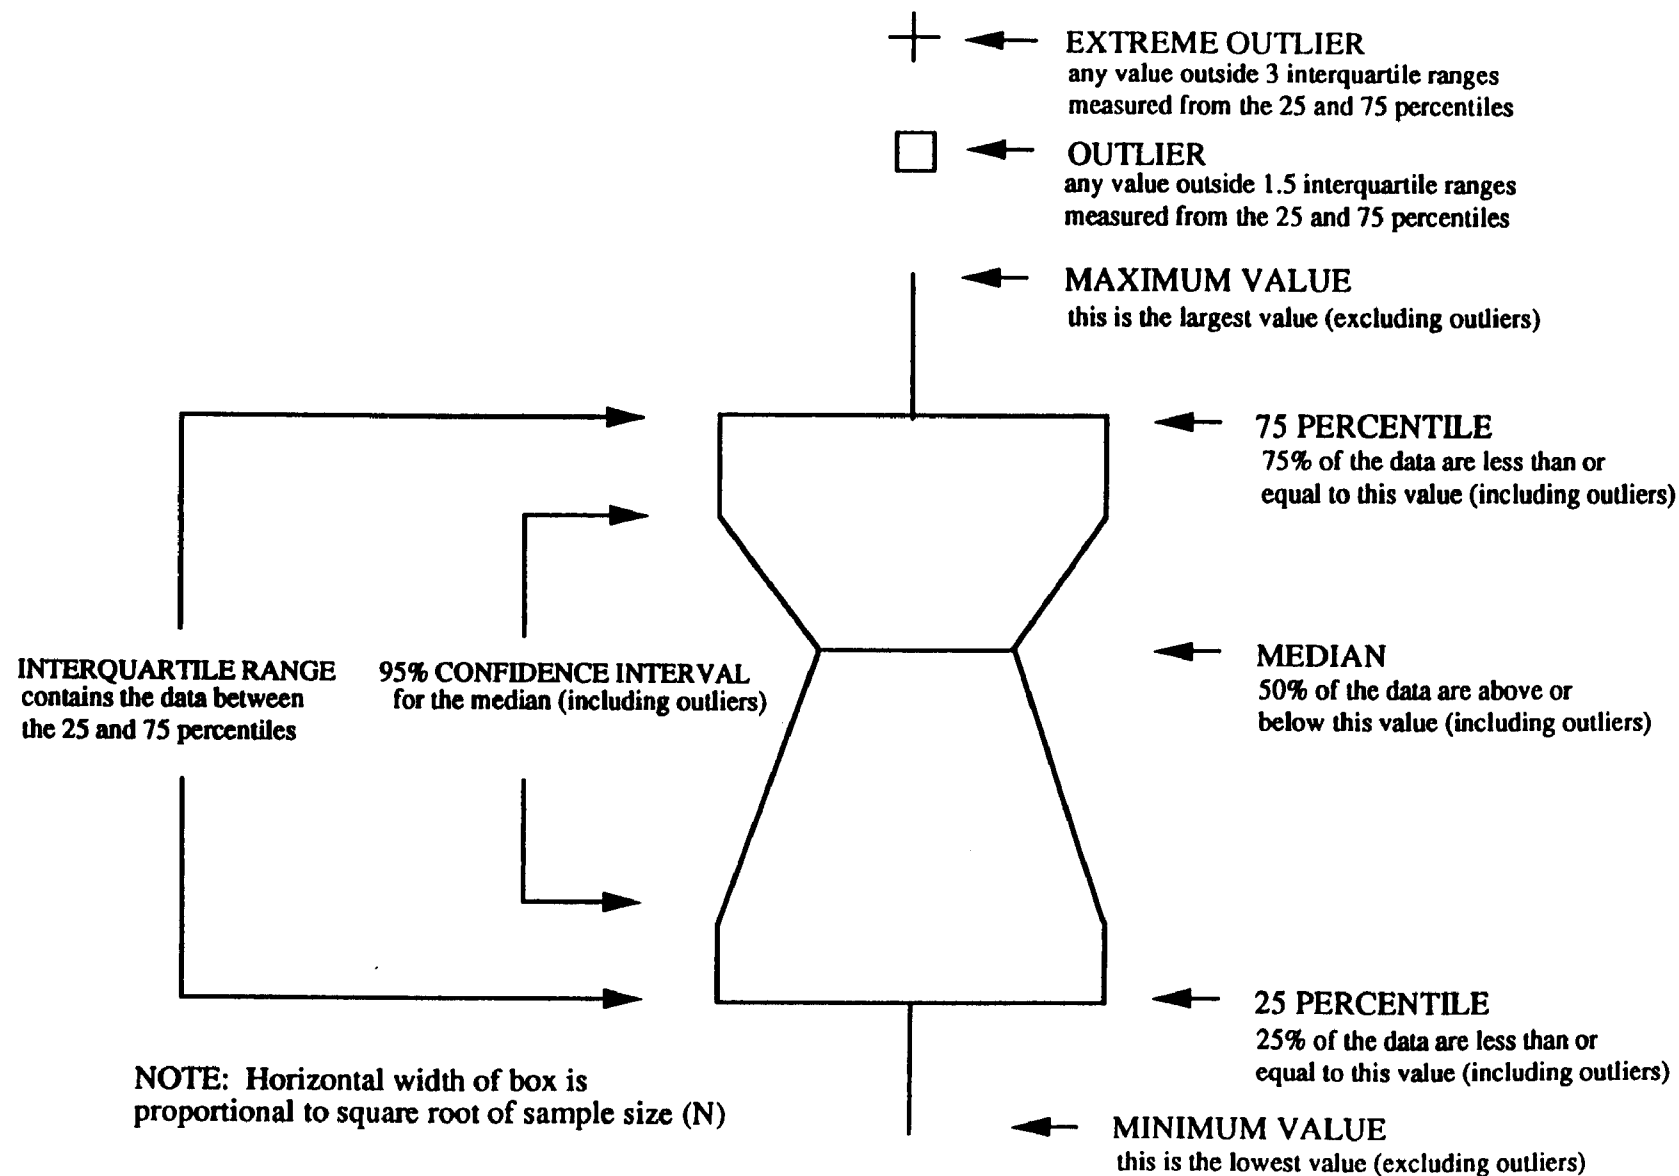 EXTREME OUTLIER
any value outside 3 interquartile ranges
measured from the 25 and 75 percentiles
OUTLIER
any value outside 1.5 interquartile ranges
measured from the 25 and 75 percentiles
MAXIMUM VALUE
this is the largest value (excluding outliers)
75 PERCENTILE
75% of the data are less than or
equal to this value (including outliers)
INTERQUARTILE RANGE
contains the data between
the 25 and 75 percentiles
95% CONFIDENCE INTERVAL
for the median (including outliers)
MEDIAN
50% of the data are above or
below this value (including outliers)
25 PERCENTILE
25% of the data are less than or
equal to this value (including outliers)
NOTE: Horizontal width of box is
proportional to square root of sample size (N)
MINIMUM VALUE
this is the lowest value (excluding outliers)